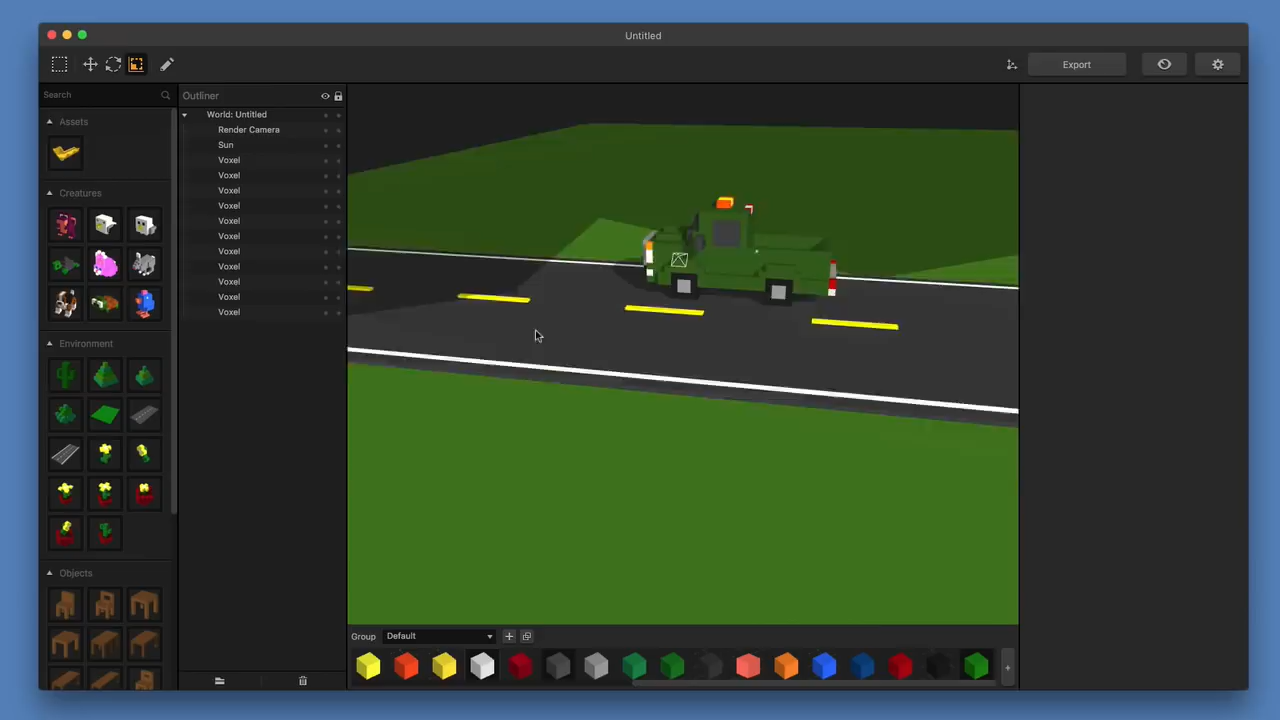 Untitled
Export
Search
Outliner
World: Untitled
Render Camera
Sun
Voxel
Voxel
Voxel
Voxel
Voxel
Voxel
Voxel
Voxel
Voxel
Voxel
Voxel
Assets
Creatures
Environment
Objects
Group
Default